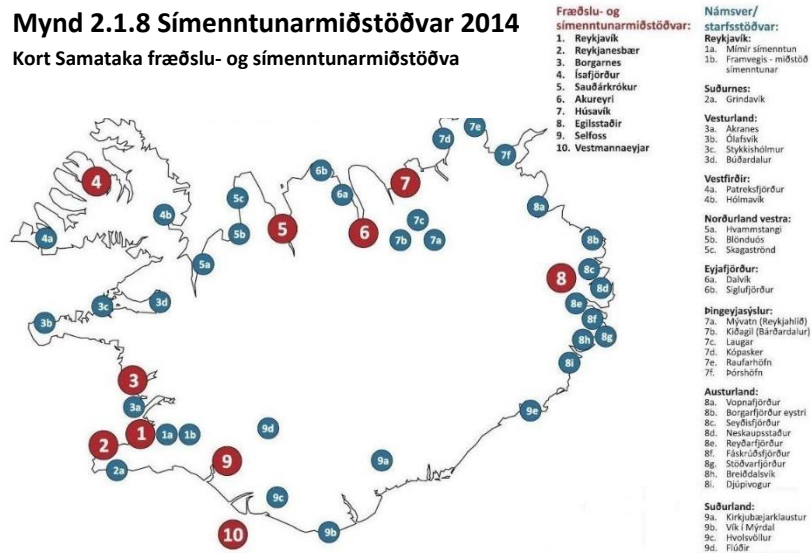 Mynd 2.1.8 Símenntunarmiðstöðvar 2014
Kort Samataka fræðslu- og símenntunarmiðstöðva
Fræðslu- og
símenntunarmiðstöðvar:
1. Reykjavík
2. Reykjanesbær
3. Borgarnes
4. Ísafjörður
5. Sauðárkrókur
6. Akureyri
7. Húsavík
8. Egilsstaðir
9. Selfoss
10. Vestmannaeyjar
Námsver/
starfsstöðvar:
Reykjavík:
1a. Mímir símenntun
1b. Framvegis - miðstöð
símenntunar
Suðurnes:
2a. Grindavík
Vesturland:
3a. Akranes
3b. Ólafsvík
3c. Stykkishólmur
3d. Búðardalur
Vestfirðir:
4a. Patreksfjörður
4b. Hólmavík
Norðurland vestra:
5a. Hvammstangi
5b. Blönduós
5c. Skagaströnd
Eyjafjörður:
6a. Dalvík
6b. Siglufjörður
Þingeyjasýslur:
7a. Mývatn (Reykjahlíð)
7b. Kiðagil (Bárðardalur)
7c. Laugar
7d. Kópasker
7e. Raufarhöfn
7f. Þórshöfn
Austurland:
8a. Vopnafjörður
8b. Borgarfjörður eystri
8c. Seyðisfjörður
8d. Neskaupsstaður
8e. Reyðarfjörður
8f. Fáskrúðsfjörður
8g. Stöðvarfjörður
8h. Breiðdalsvík
8i. Djúpivogur
Suðurland:
9a. Kirkjubæjarklaustur
9b. Vík í Mýrdal
9c. Hvolsvöllur
9d. Flúðir
7e
7d
7f
6b
4
7
6a
5c
8a
4b
7c
5
6
5b
7b
7a
4a
8b
5a
8c
8
8d
3d
3c
8e
3b
8f
8g
8h
8i
3
3a
9e
1
1a
1b
9d
2
9
9a
2a
9c
10
9b